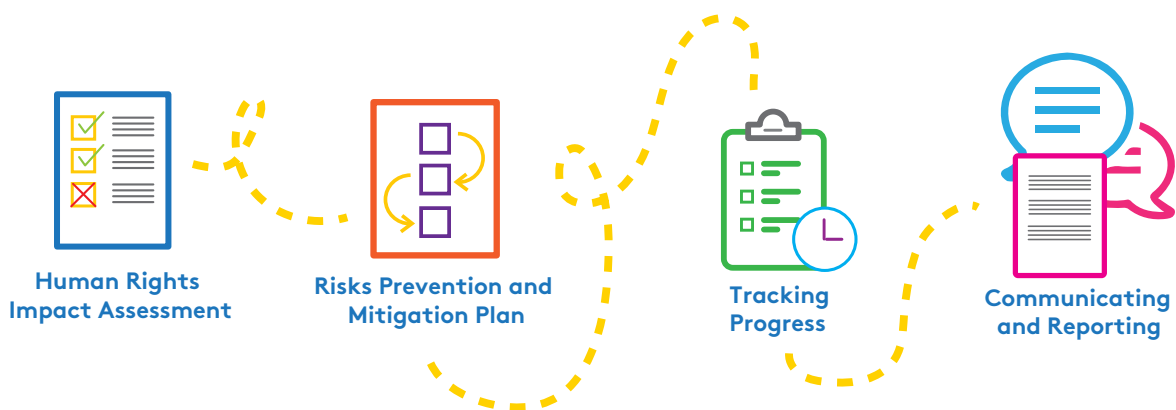 Human Rights
Impact Assessment
Risks Prevention and
Mitigation Plan
Tracking
Progress
Communicating
and Reporting